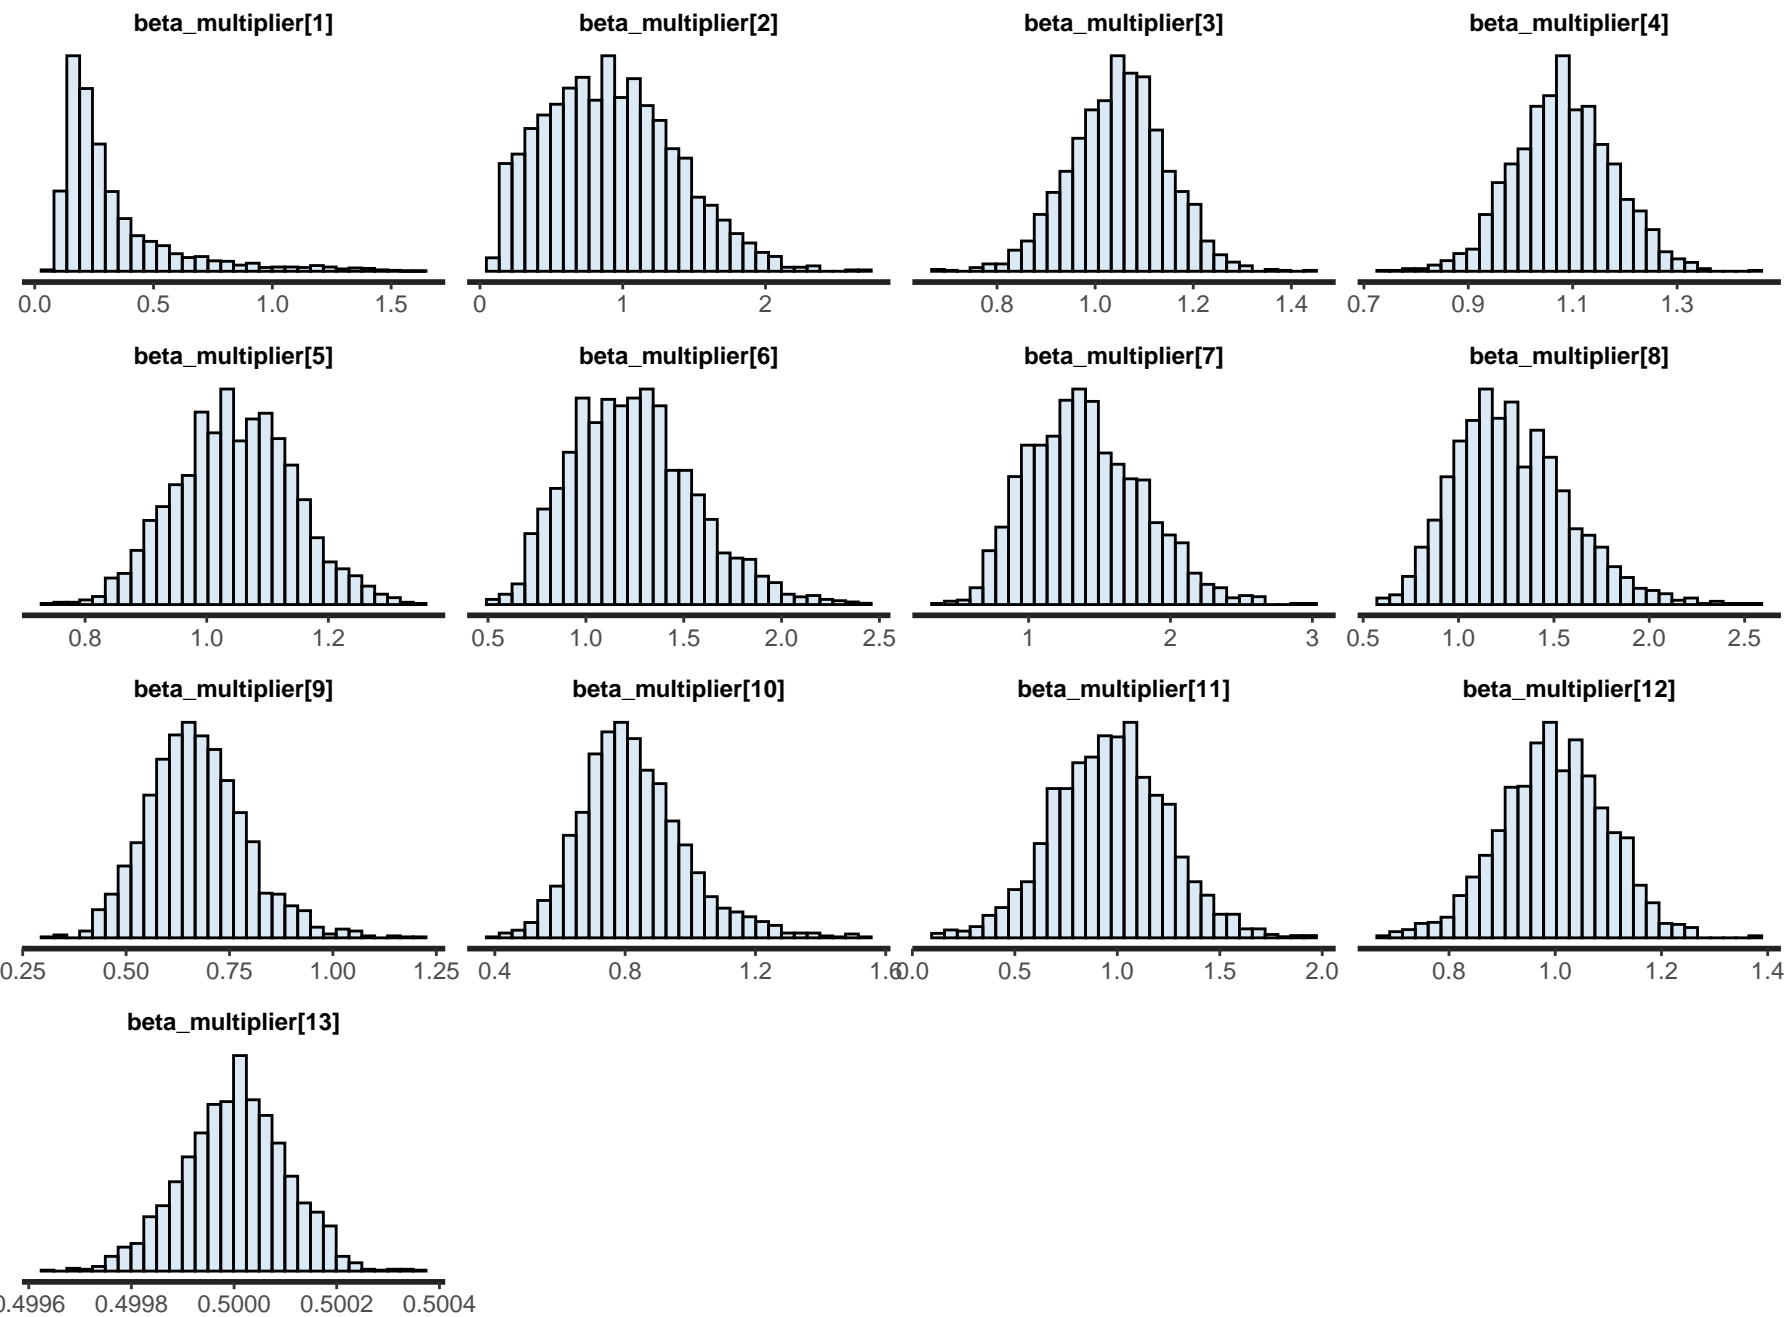 beta_multiplier[1] beta_multiplier[2] beta_multiplier[3] beta_multiplier[4]
0.0 0.5 1.0 1.5 0 1 2 0.8 1.0 1.2 1.4 0.7 0.9 1.1 1.3
beta_multiplier[5] beta_multiplier[6] beta_multiplier[7] beta_multiplier[8]
0.8 1.0 1.2 0.5 1.0 1.5 2.0 2.5 1 2 3 0.5 1.0 1.5 2.0 2.5
beta_multiplier[9] beta_multiplier[10] beta_multiplier[11] beta_multiplier[12]
0.25 0.50 0.75 1.00 1.25 0.4 0.8 1.2 1.6 0.0 0.5 1.0 1.5 2.0 0.8 1.0 1.2 1.4
beta_multiplier[13]
0.4996 0.4998 0.5000 0.5002 0.5004